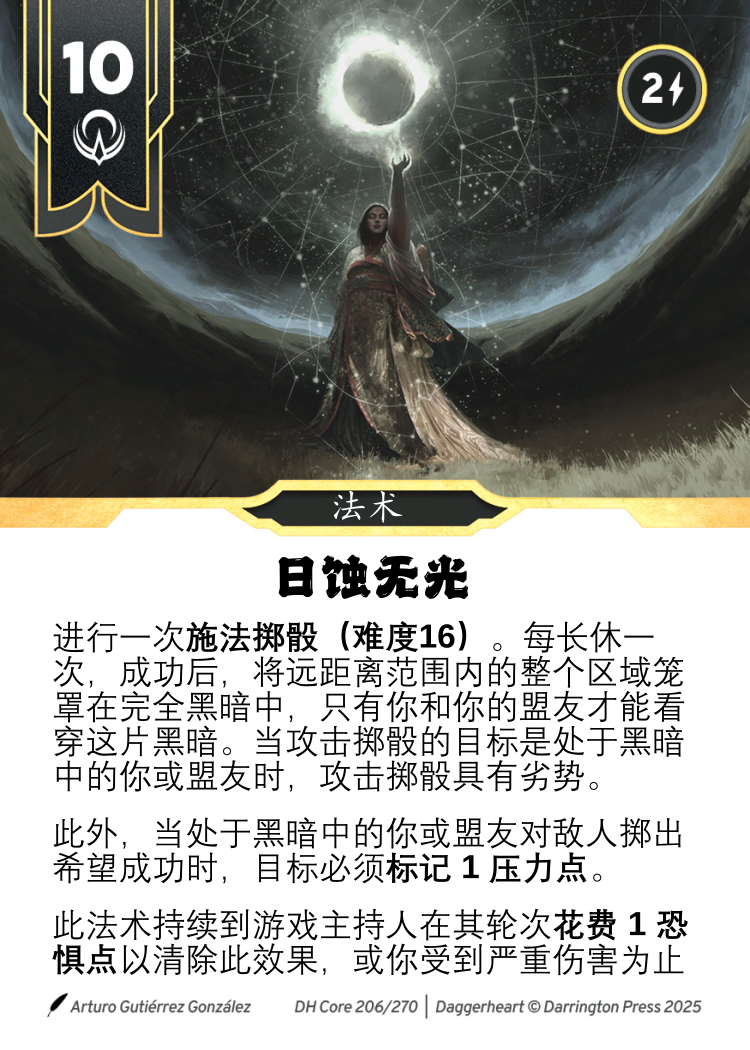 10
2
法术
日蚀无光
进行一次施法掷骰（难度16）。每长休一
次，成功后，将远距离范围内的整个区域笼
罩在完全黑暗中，只有你和你的盟友才能看
穿这片黑暗。当攻击掷骰的目标是处于黑暗
中的你或盟友时，攻击掷骰具有劣势。
此外，当处于黑暗中的你或盟友对敌人掷出
希望成功时，目标必须标记 1 压力点。
此法术持续到游戏主持人在其轮次花费 1 恐
惧点以清除此效果，或你受到严重伤害为止
Arturo Gutiérrez González
DH Core 206/270 | Daggerheart © Darrington Press 2025